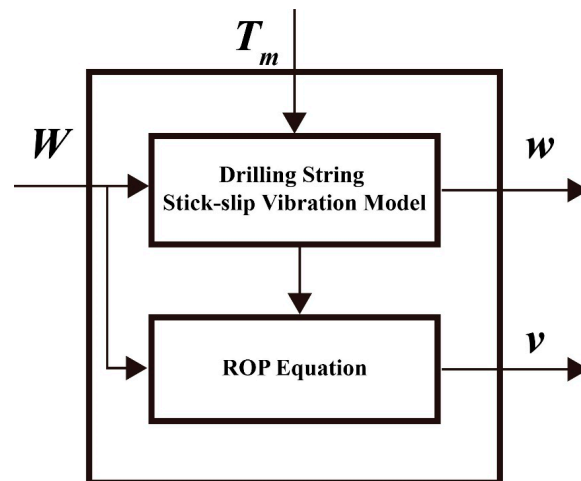 T_m
W
w
Drilling String
Stick-slip Vibration Model
v
ROP Equation